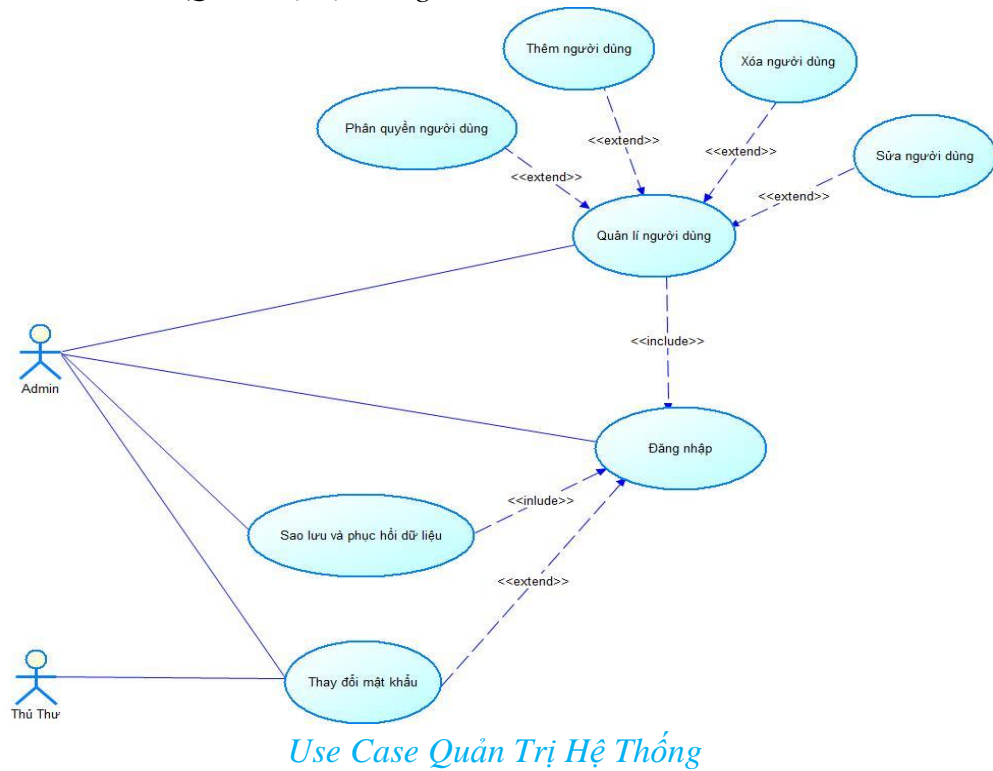 Thêm người dùng
Xóa người dùng
Phân quyền người dùng
<<extend>>
<<extend>>
Sửa người dùng
<<extend>>
<<extend>>
Quản lí người dùng
<<include>>
Admin
Đăng nhập
<<inlude>>
Sao lưu và phục hồi dữ liệu
<<extend>>
Thay đổi mật khẩu
Thủ Thư
Use Case Quản Trị Hệ Thống